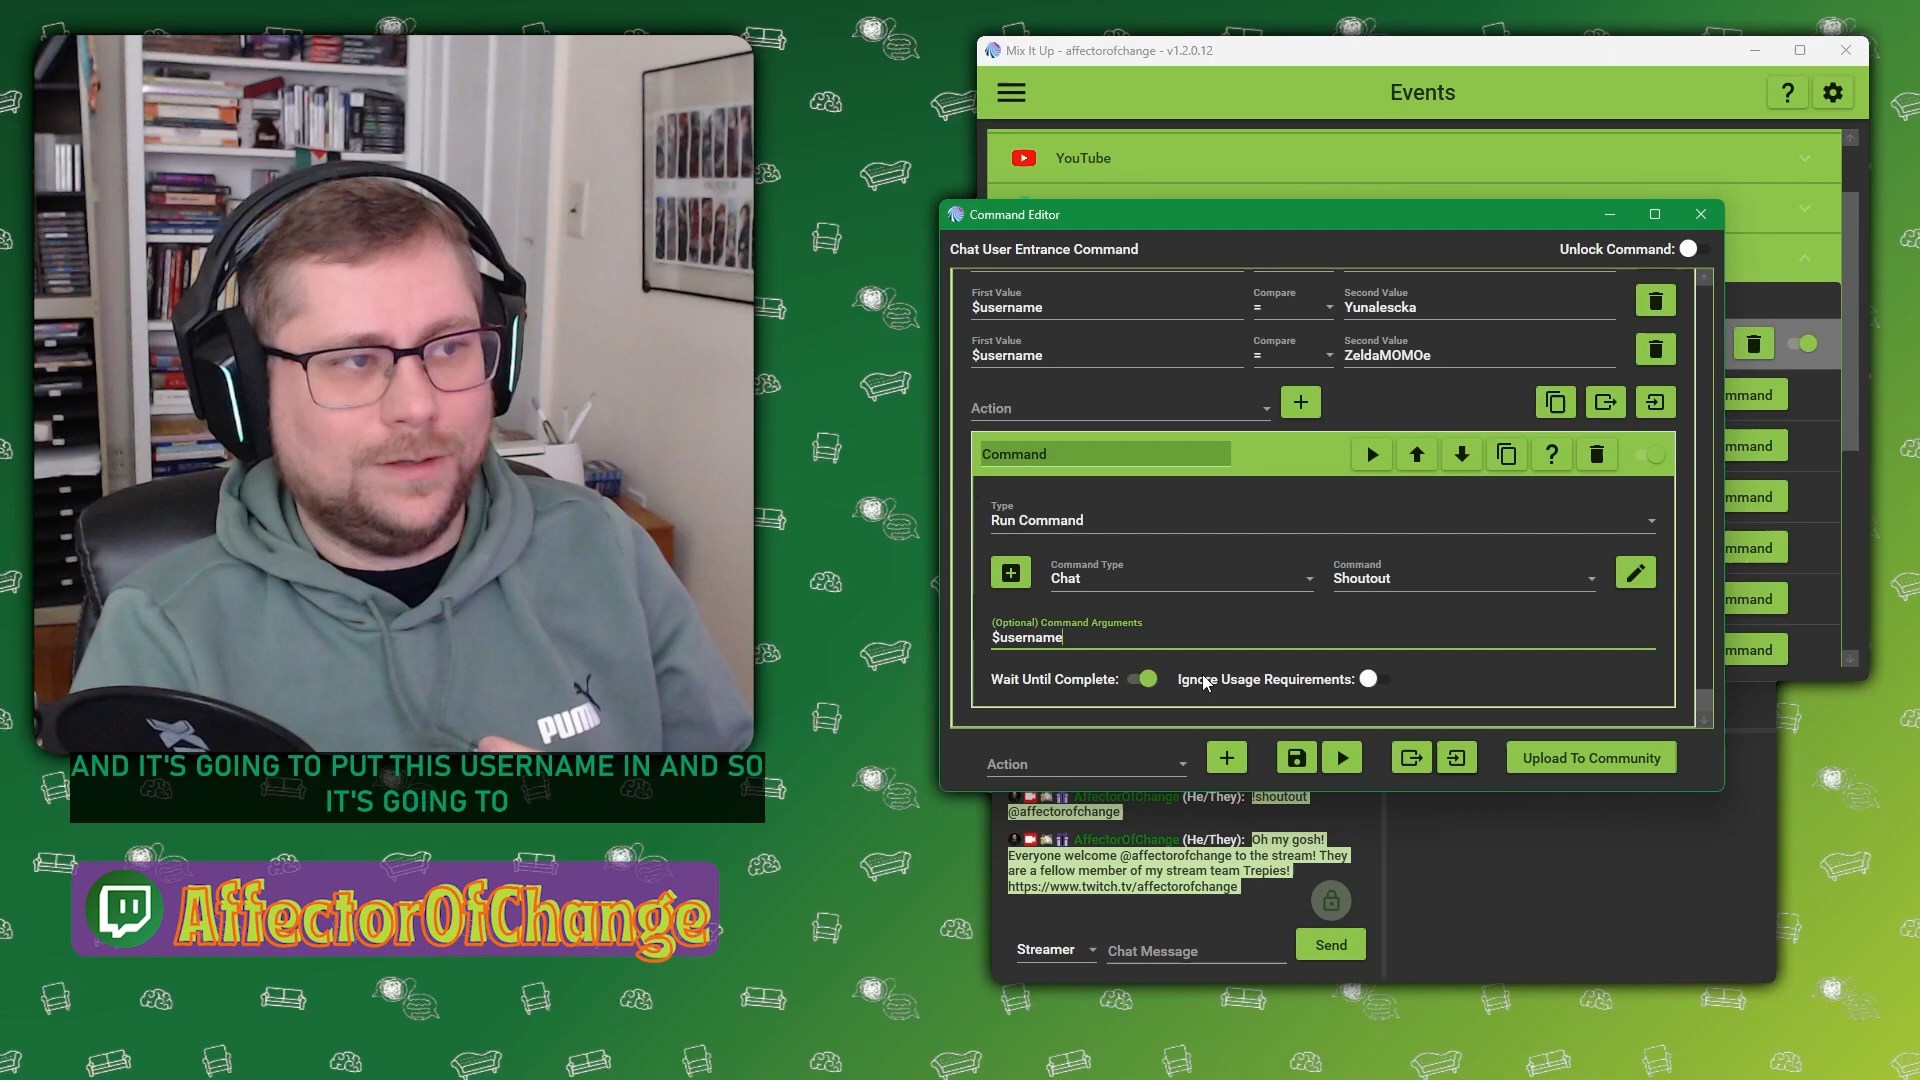 Mix It Up - affectorofchange - v1.2.0.12
Events
?
YouTube
Command Editor
Chat User Entrance Command
Unlock Command:
First Value
Compare
Second Value
$username
=
Yunalescka
First Value
Compare
Second Value
$username
=
ZeldaMOMOe
Action
mmand
Command
?
mmand
mmand
Type
Run Command
mmand
Command Type
Command
Chat
Shoutout
mmand
(Optional) Command Arguments
$username
mmand
Wait Until Complete:
Ignore Usage Requirements:
PUMA
Action
Upload To Community
AND IT'S GOING TO PUT THIS USERNAME IN AND SO
IT'S GOING TO
AffectorOfChange (He/They): !shoutout
@affectorofchange
AffectorOfChange (He/They): Oh my gosh!
Everyone welcome @affectorofchange to the stream! They
are a fellow member of my stream team Trepies!
https://www.twitch.tv/affectorofchange
AffectorOfChange
Streamer
Chat Message
Send